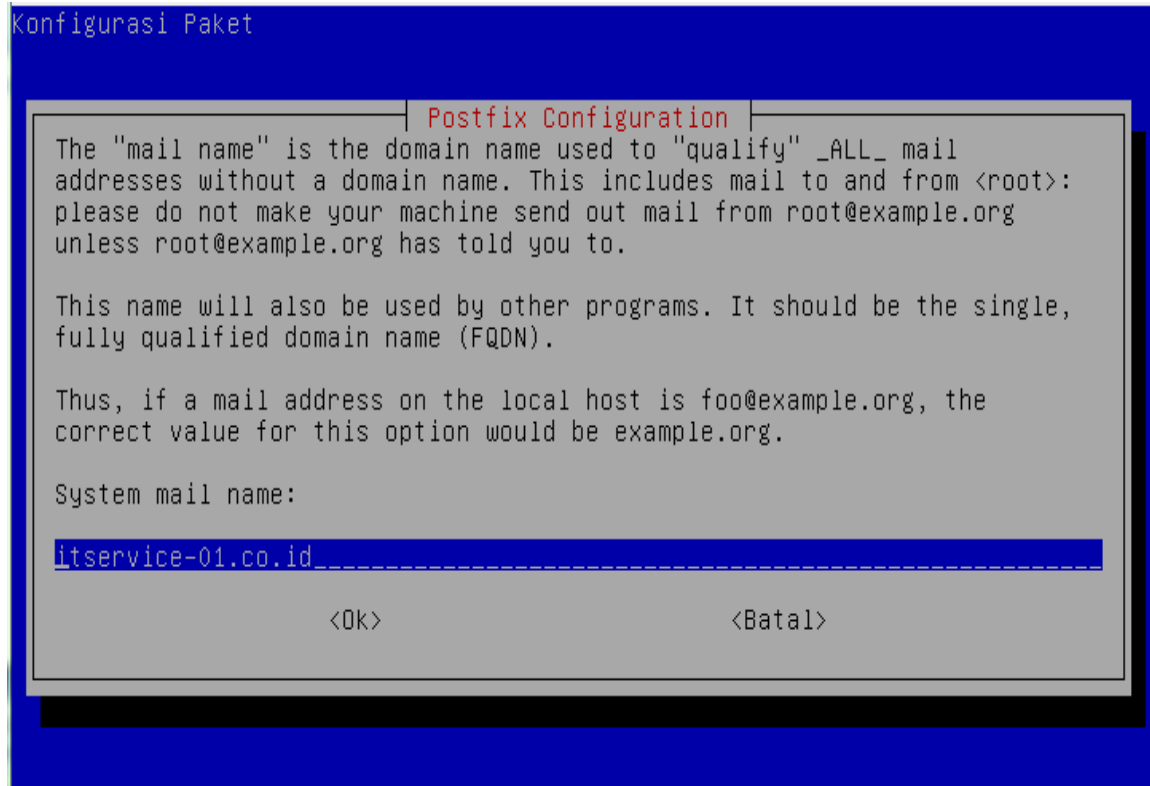 Konfigurasi Paket
Postfix Configuration
The "mail name" is the domain name used to "qualify" _ALL_ mail
addresses without a domain name. This includes mail to and from <root>:
please do not make your machine send out mail from root@example.org
unless root@example.org has told you to.
This name will also be used by other programs. It should be the single,
fully qualified domain name (FQDN).
Thus, if a mail address on the local host is foo@example.org, the
correct value for this option would be example.org.
System mail name:
itservice-01.co.id_______________________________________________________
<Ok> <Batal>